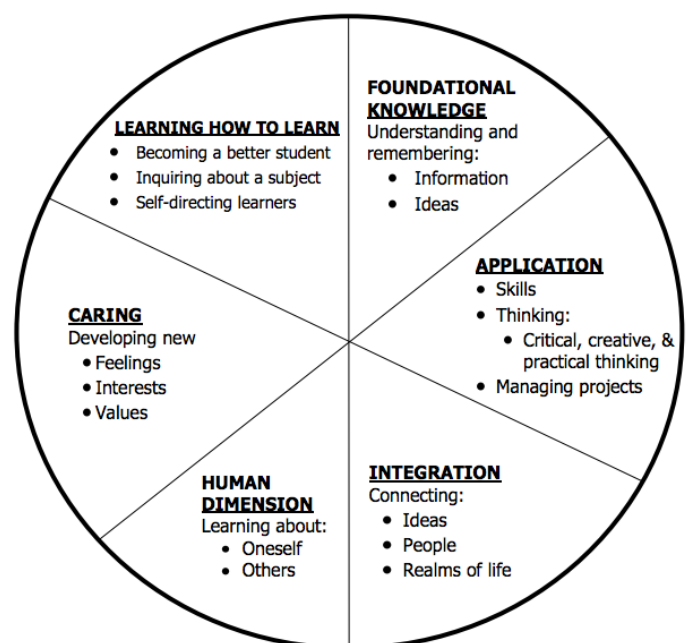 FOUNDATIONAL
KNOWLEDGE
Understanding and
remembering:
• Information
• Ideas
APPLICATION
• Skills
• Thinking:
• Critical, creative, &
practical thinking
• Managing projects
INTEGRATION
Connecting:
• Ideas
• People
• Realms of life
HUMAN
DIMENSION
Learning about:
• Oneself
• Others
CARING
Developing new
• Feelings
• Interests
• Values
LEARNING HOW TO LEARN
• Becoming a better student
• Inquiring about a subject
• Self-directing learners